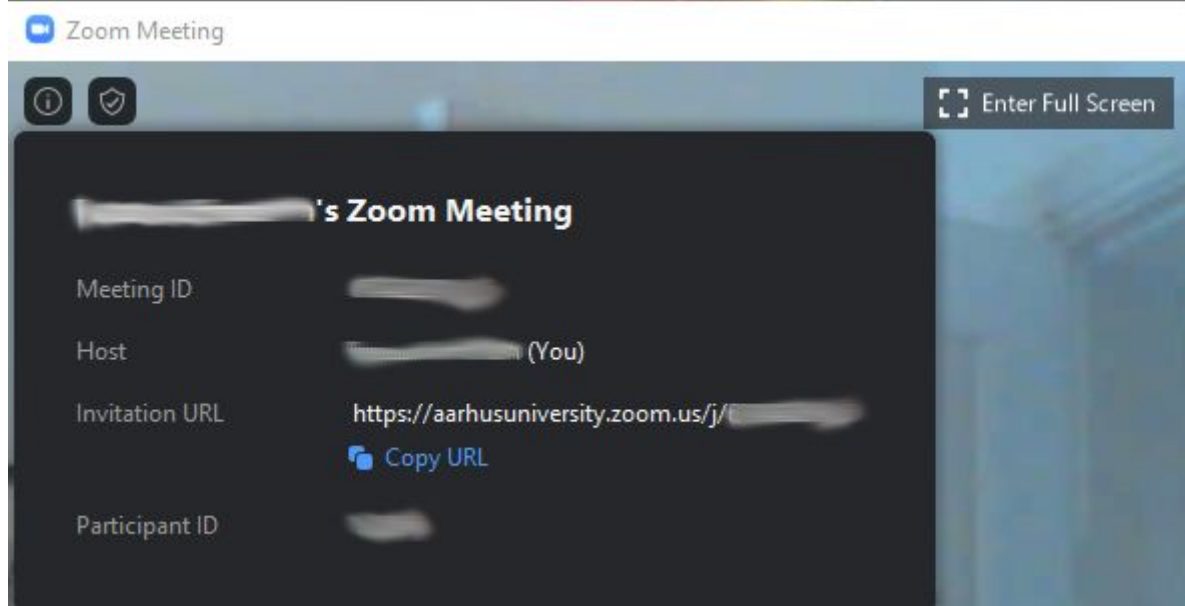 Zoom Meeting
Enter Full Screen
's Zoom Meeting
Meeting ID
Host (You)
Invitation URL https://aarhusuniversity.zoom.us/j/
Copy URL
Participant ID